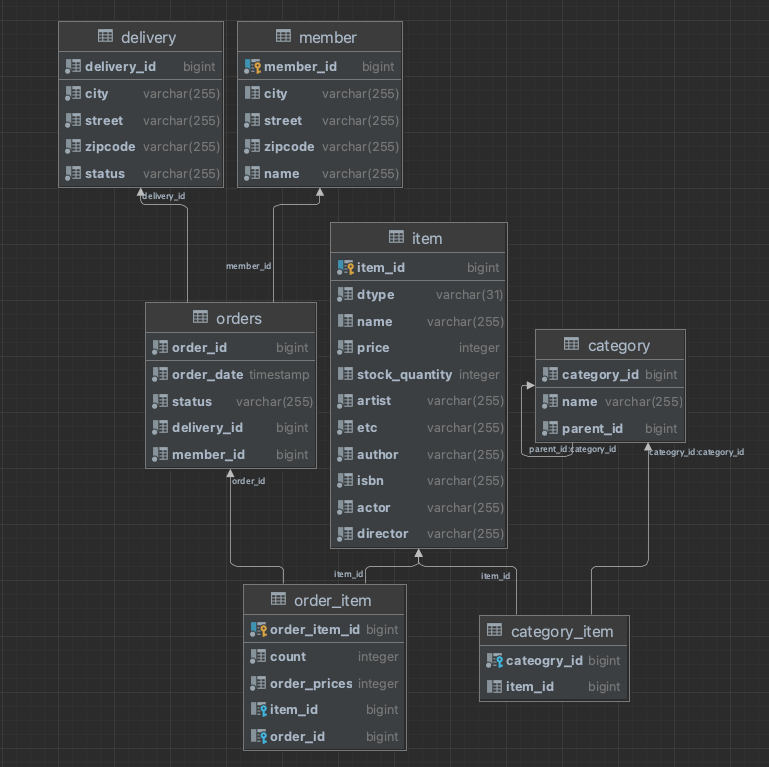 delivery
delivery_id bigint
city varchar(255)
street varchar(255)
zipcode varchar(255)
status varchar(255)
member
member_id bigint
city varchar(255)
street varchar(255)
zipcode varchar(255)
name varchar(255)
delivery_id
member_id
item
item_id bigint
dtype varchar(31)
name varchar(255)
price integer
stock_quantity integer
artist varchar(255)
etc varchar(255)
author varchar(255)
isbn varchar(255)
actor varchar(255)
director varchar(255)
orders
order_id bigint
order_date timestamp
status varchar(255)
delivery_id bigint
member_id bigint
category
category_id bigint
name varchar(255)
parent_id bigint
parent_id:category_id
cateogry_id:category_id
order_id
item_id
item_id
order_item
order_item_id bigint
count integer
order_prices integer
item_id bigint
order_id bigint
category_item
cateogry_id bigint
item_id bigint